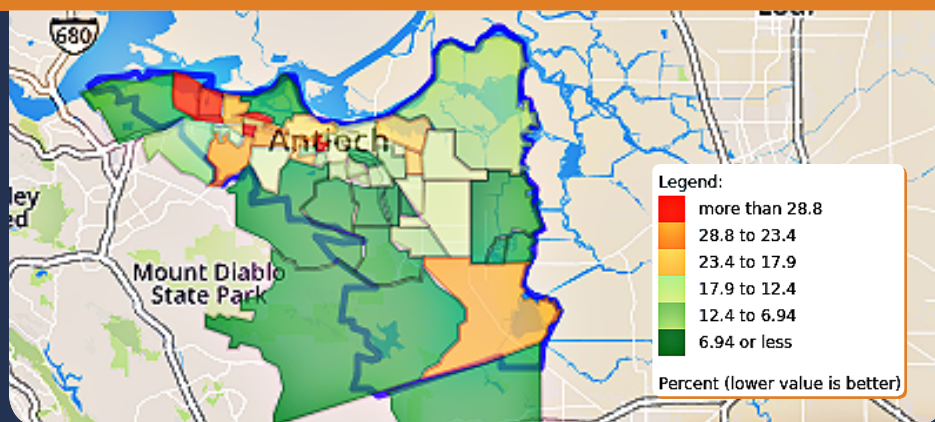 680
Antioch
Mount Diablo
State Park
Legend:
more than 28.8
28.8 to 23.4
23.4 to 17.9
17.9 to 12.4
12.4 to 6.94
6.94 or less
Percent (lower value is better)